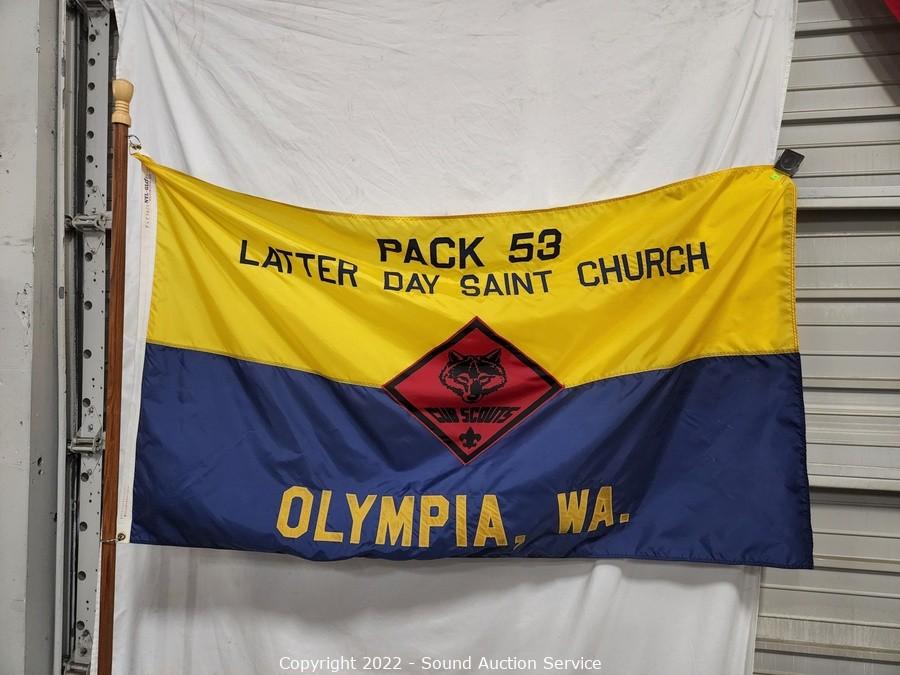 PACK 53
LATTER DAY SAINT CHURCH
CUB SCOUTS
OLYMPIA, WA.
Copyright 2022 - Sound Auction Service